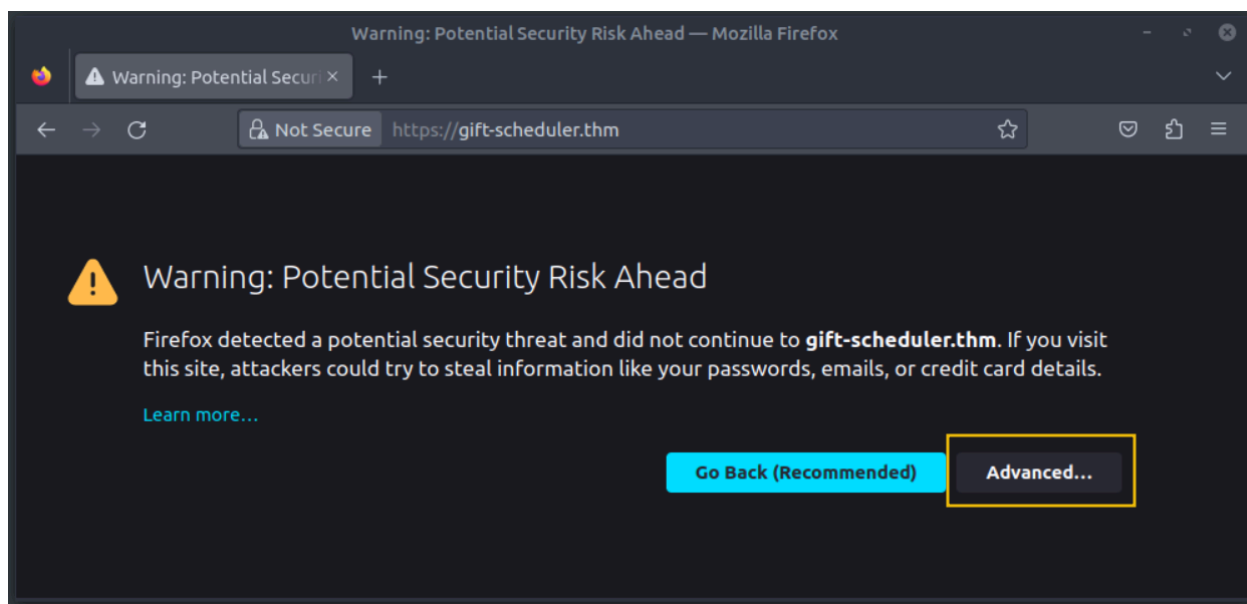 Warning: Potential Security Risk Ahead — Mozilla Firefox
Warning: Potential Securi
Not Secure https://gift-scheduler.thm
Warning: Potential Security Risk Ahead
Firefox detected a potential security threat and did not continue to gift-scheduler.thm. If you visit
this site, attackers could try to steal information like your passwords, emails, or credit card details.
Learn more…
Go Back (Recommended) Advanced…